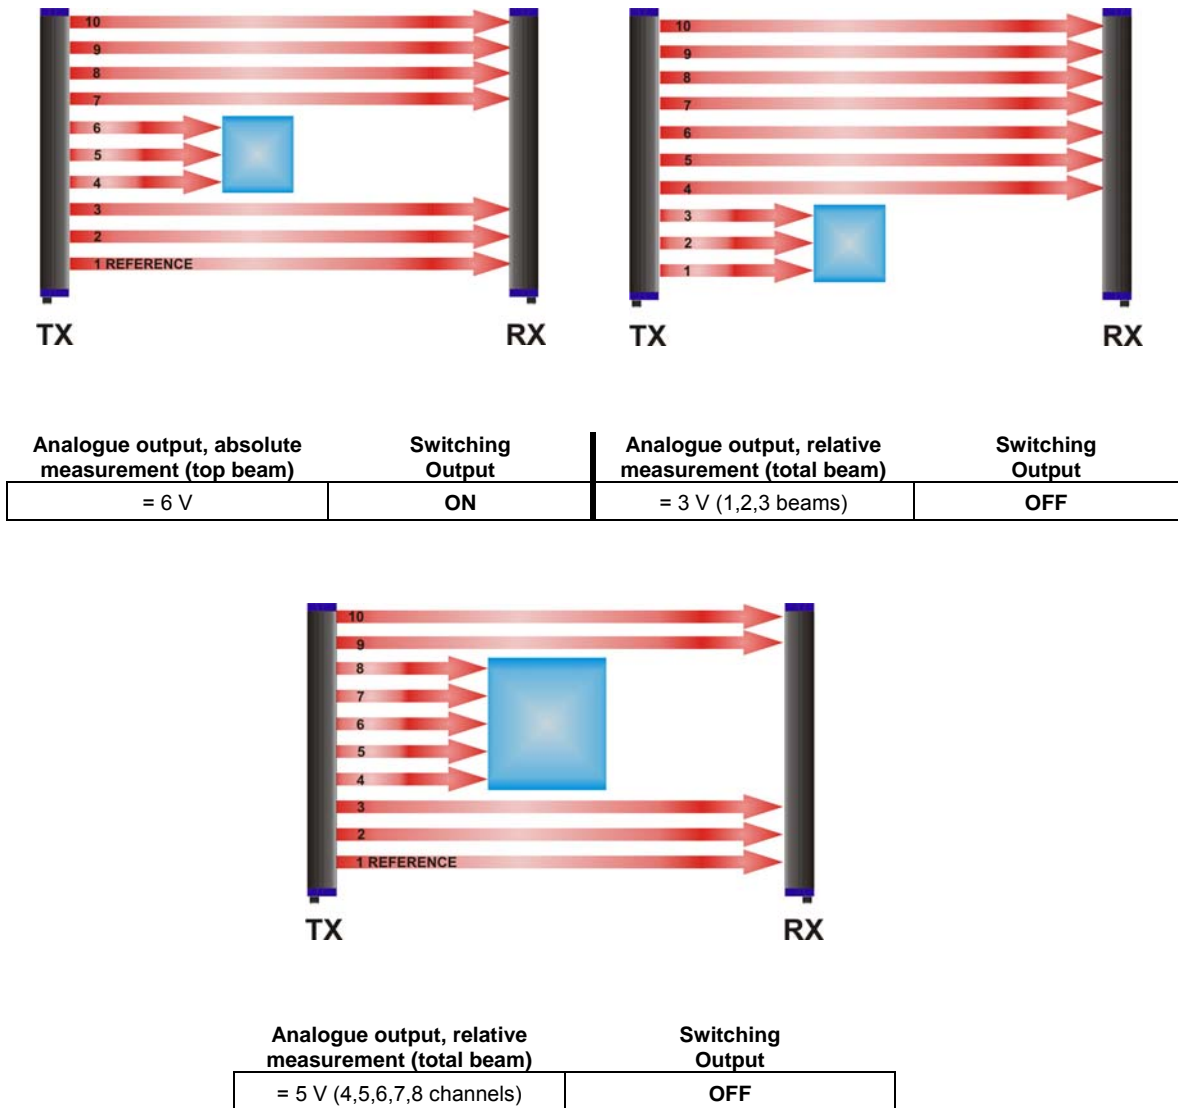 10
9
8
7
6
5
4
3
2
1 REFERENCE
TX
RX
10
9
8
7
6
5
4
3
2
1
TX
RX
Analogue output, absolute
measurement (top beam)
Switching
Output
Analogue output, relative
measurement (total beam)
Switching
Output
= 6 V
ON
= 3 V (1,2,3 beams)
OFF
10
9
8
7
6
5
4
3
2
1 REFERENCE
TX
RX
Analogue output, relative
measurement (total beam)
Switching
Output
= 5 V (4,5,6,7,8 channels)
OFF